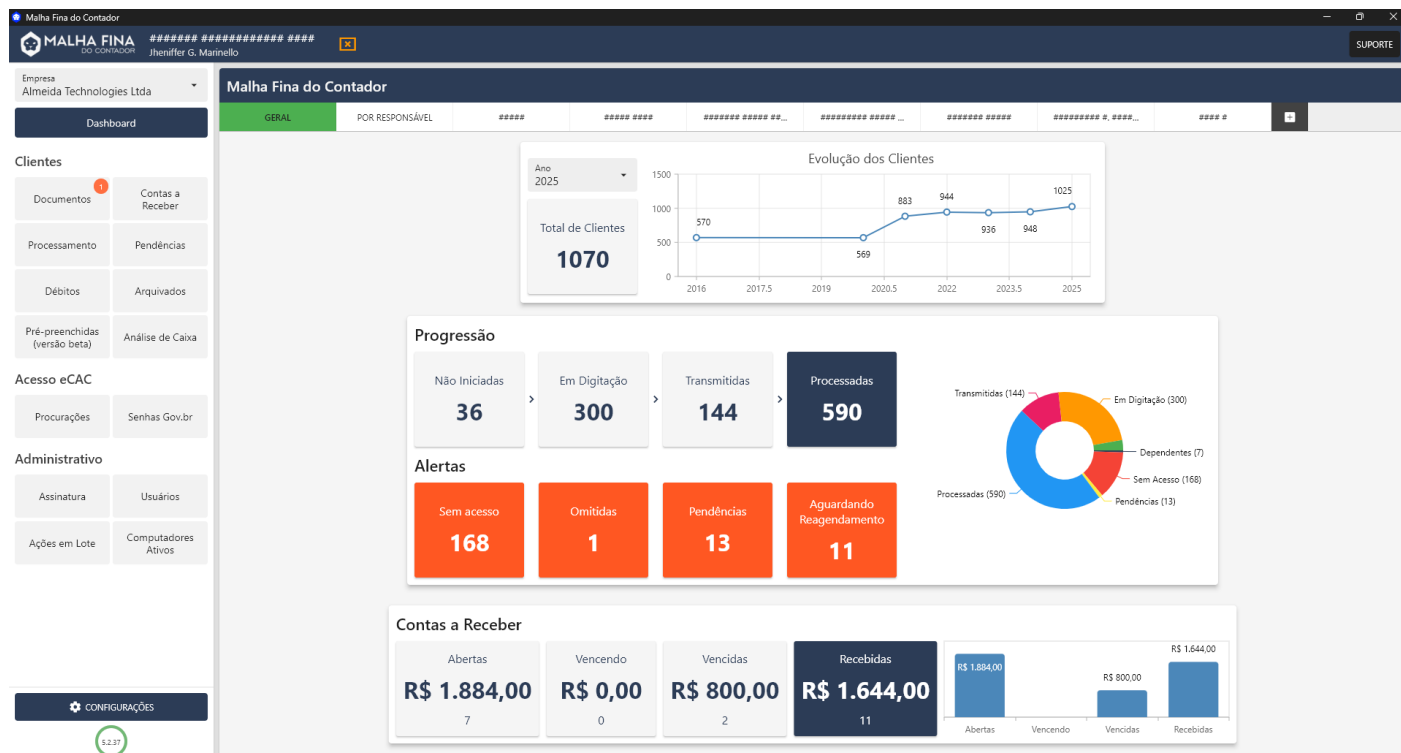 Malha Fina do Contador
MALHA FINA
DO CONTADOR
####### ############ ####
Jheniffer G. Marinello
SUPORTE
Empresa
Almeida Technologies Ltda
Dashboard
Clientes
Documentos
1
Contas a
Receber
Processamento
Pendências
Débitos
Arquivados
Pré-preenchidas
(versão beta)
Análise de Caixa
Acesso eCAC
Procurações
Senhas Gov.br
Administrativo
Assinatura
Usuários
Ações em Lote
Computadores
Ativos
CONFIGURAÇÕES
5.2.37
Malha Fina do Contador
GERAL
POR RESPONSÁVEL
#####
##### ####
####### ##### ##...
######### ##### ...
####### #####
######### #, ####...
#### #
Ano
2025
Total de Clientes
1070
Evolução dos Clientes
1500
1000
500
0
570
569
883
944
936
948
1025
2016
2017.5
2019
2020.5
2022
2023.5
2025
Progressão
Não Iniciadas
36
Em Digitação
300
Transmitidas
144
Processadas
590
Alertas
Sem acesso
168
Omitidas
1
Pendências
13
Aguardando
Reagendamento
11
Transmitidas (144)
Em Digitação (300)
Dependentes (7)
Sem Acesso (168)
Pendências (13)
Processadas (590)
Contas a Receber
Abertas
R$ 1.884,00
7
Vencendo
R$ 0,00
0
Vencidas
R$ 800,00
2
Recebidas
R$ 1.644,00
11
R$ 1.884,00
R$ 800,00
R$ 1.644,00
Abertas
Vencendo
Vencidas
Recebidas